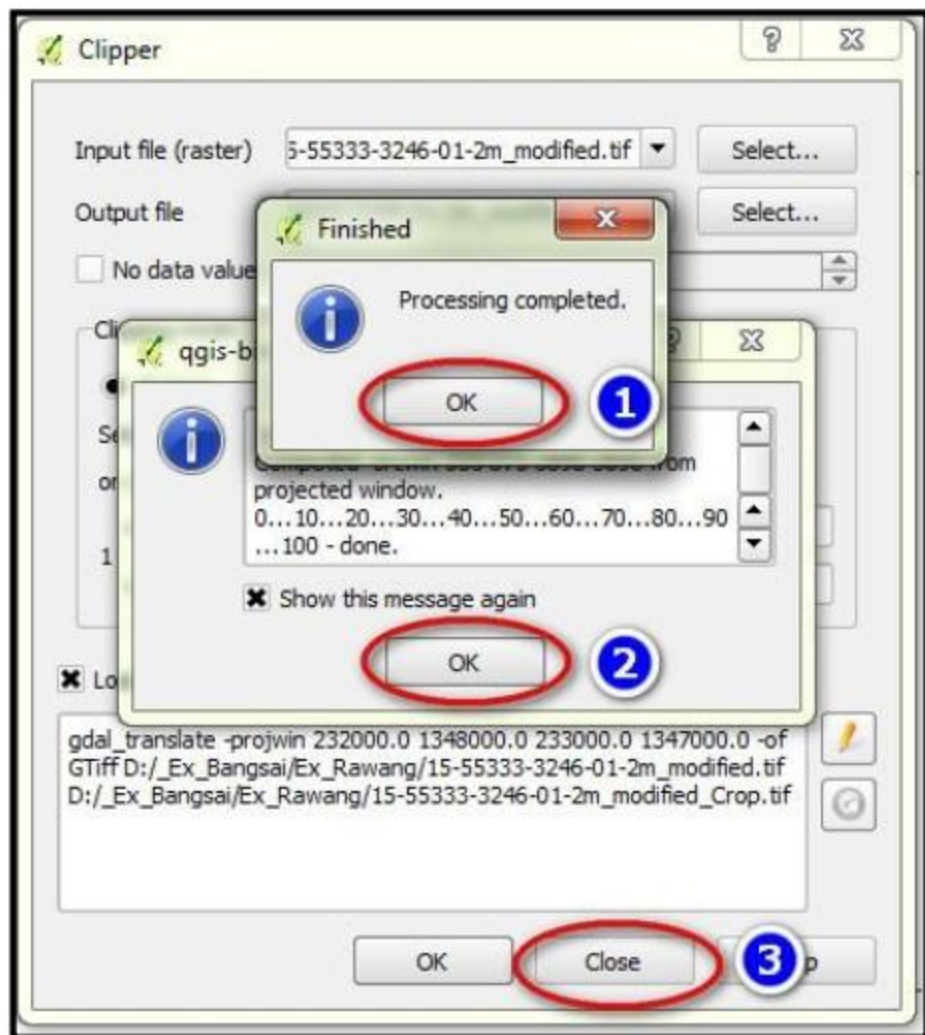 Clipper
Input file (raster)
5-55333-3246-01-2m_modified.tif
Select...
Output file
Select...
No data value
Finished
Processing completed.
OK
1
qgis-b
from
projected window.
0...10...20...30...40...50...60...70...80...90
...100 - done.
Show this message again
OK
2
gdal_translate -projwin 232000.0 1348000.0 233000.0 1347000.0 -of
GTiff D:/_Ex_Bangsai/Ex_Rawang/15-55333-3246-01-2m_modified.tif
D:/_Ex_Bangsai/Ex_Rawang/15-55333-3246-01-2m_modified_Crop.tif
OK
Close
3